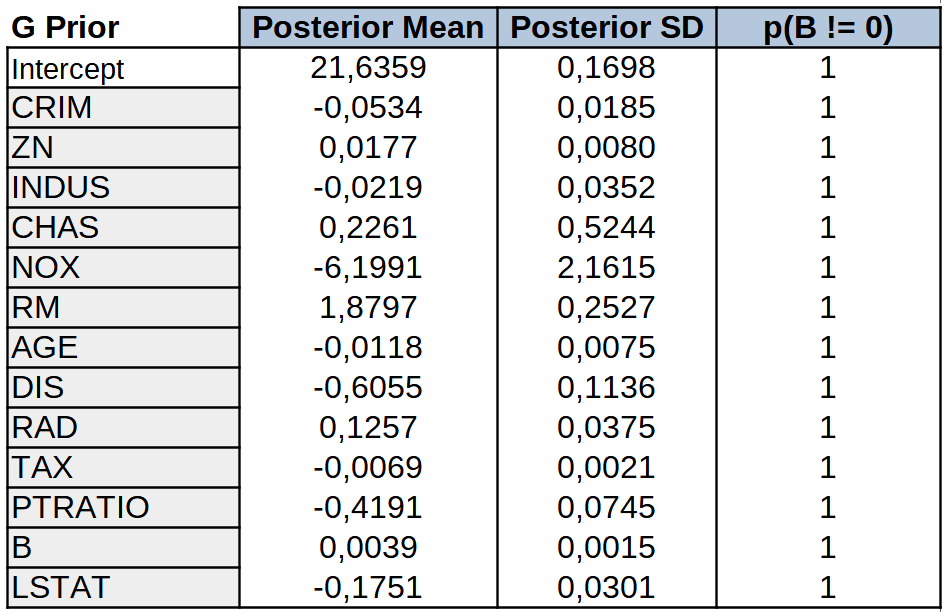 G Prior Posterior Mean Posterior SD p(B != 0)
Intercept 21,6359 0,1698 1
CRIM -0,0534 0,0185 1
ZN 0,0177 0,0080 1
INDUS -0,0219 0,0352 1
CHAS 0,2261 0,5244 1
NOX -6,1991 2,1615 1
RM 1,8797 0,2527 1
AGE -0,0118 0,0075 1
DIS -0,6055 0,1136 1
RAD 0,1257 0,0375 1
TAX -0,0069 0,0021 1
PTRATIO -0,4191 0,0745 1
B 0,0039 0,0015 1
LSTAT -0,1751 0,0301 1